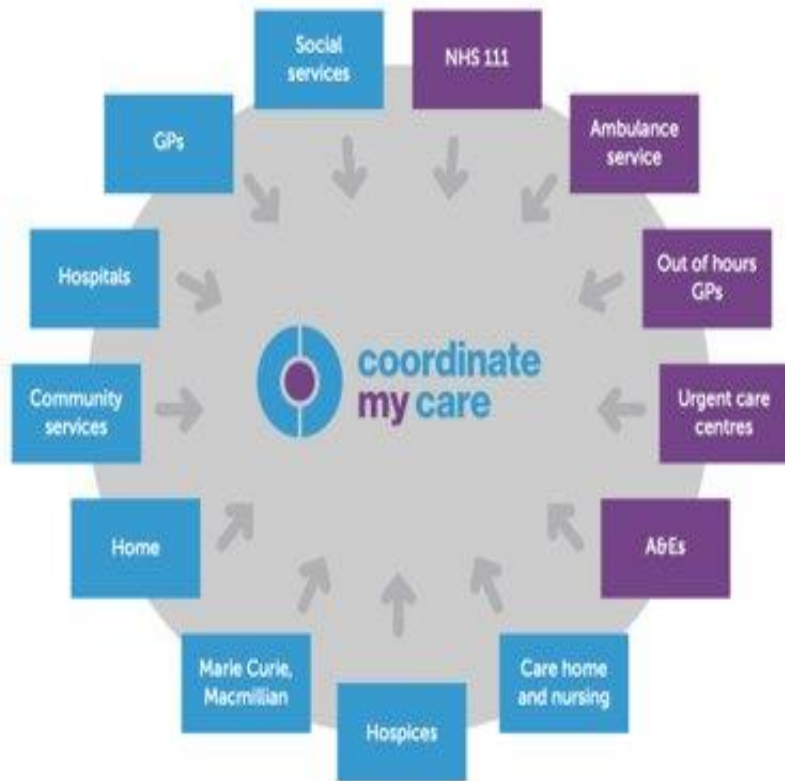 Social
services
NHS 111
Ambulance
service
GPs
Out of hours
GPs
Hospitals
coordinate
my care
Community
services
Urgent care
centres
Home
A&Es
Marie Curie,
Macmillian
Care home
and nursing
Hospices